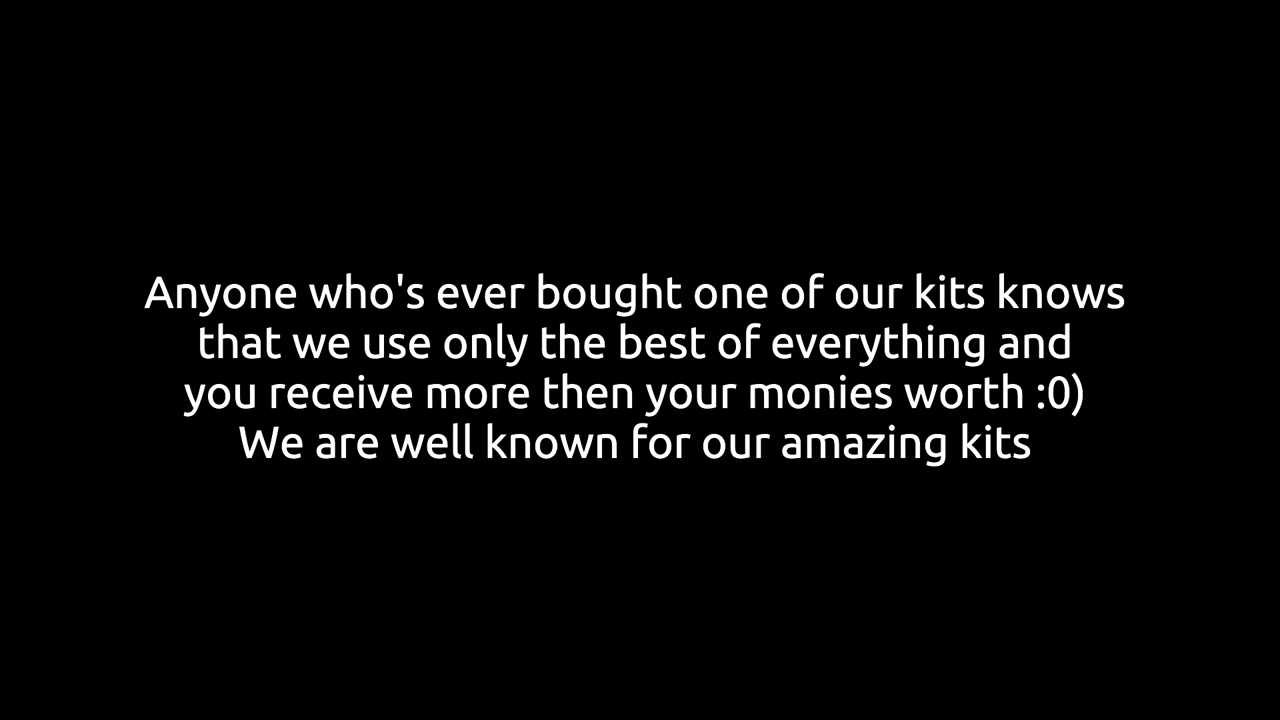 Anyone who's ever bought one of our kits knows
that we use only the best of everything and
you receive more then your monies worth :0)
We are well known for our amazing kits